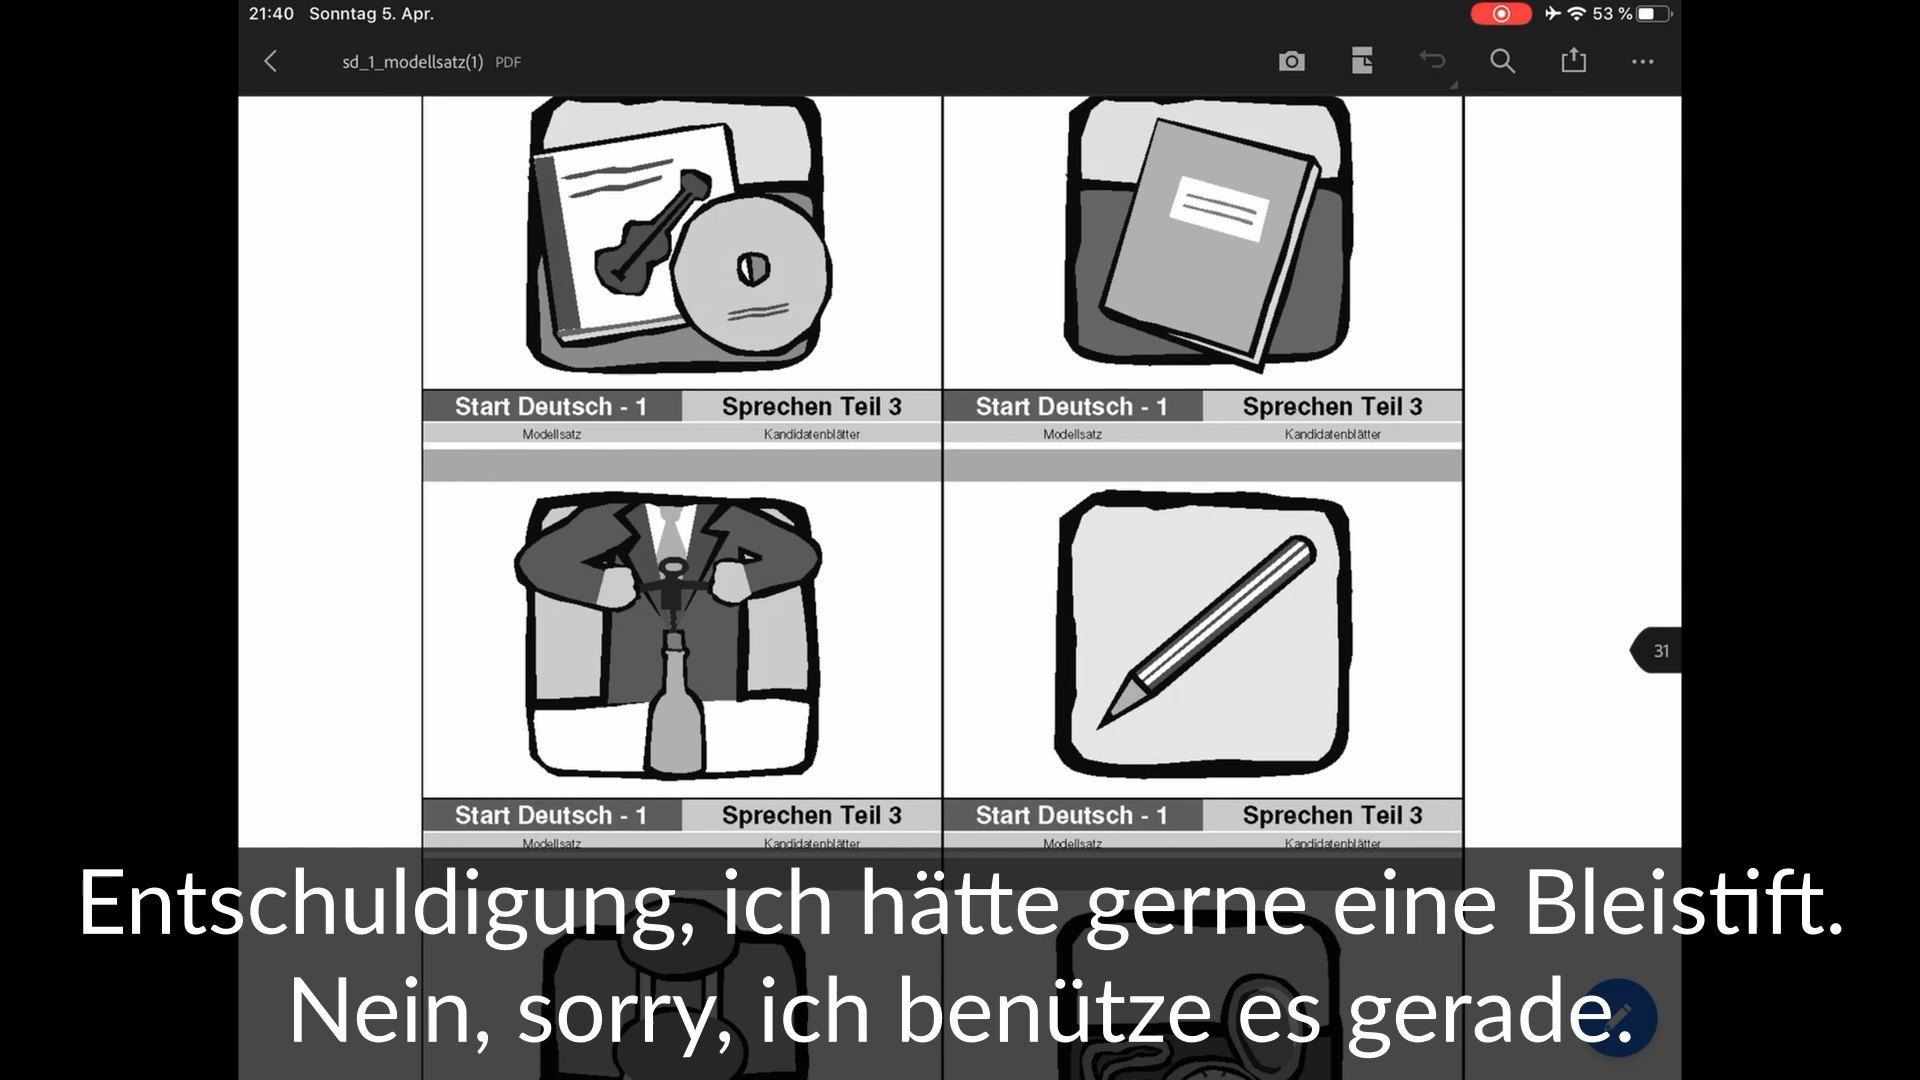 21:40 Sonntag 5. Apr. 53 %
sd_1_modellsatz(1) PDF
Start Deutsch - 1 Sprechen Teil 3 Start Deutsch - 1 Sprechen Teil 3
Modellsatz Kandidatenblätter Modellsatz Kandidatenblätter
31
Start Deutsch - 1 Sprechen Teil 3 Start Deutsch - 1 Sprechen Teil 3
Modellsatz Kandidatenblätter Modellsatz Kandidatenblätter
Entschuldigung, ich hätte gerne eine Bleistift.
Nein, sorry, ich benütze es gerade.